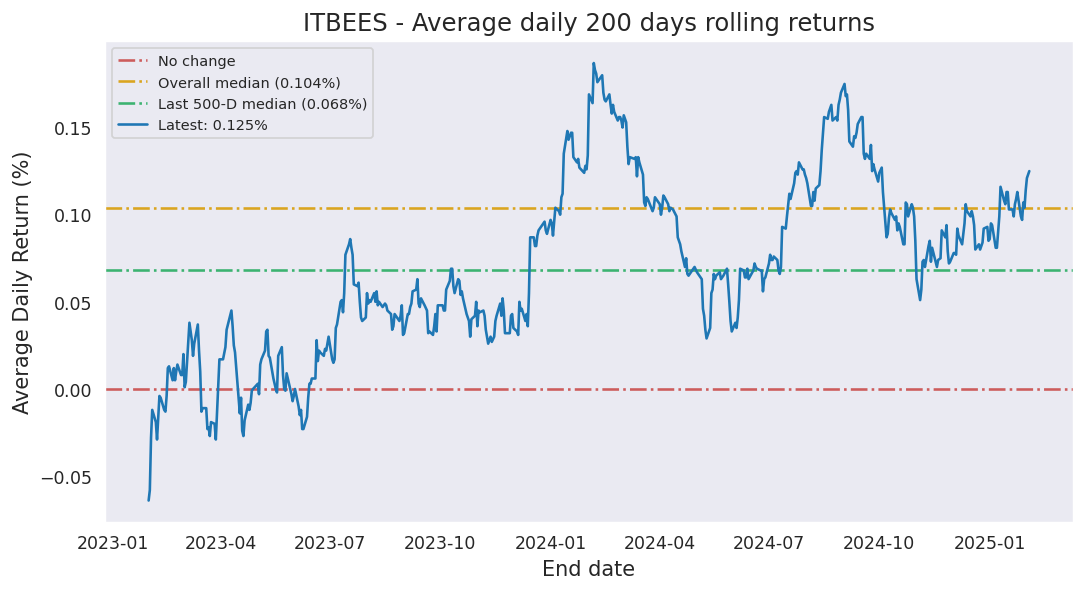 ITBEES - Average daily 200 days rolling returns
No change
Overall median (0.104%)
Last 500-D median (0.068%)
Latest: 0.125%
Average Daily Return (%)
0.15
0.10
0.05
0.00
−0.05
2023-01 2023-04 2023-07 2023-10 2024-01 2024-04 2024-07 2024-10 2025-01
End date